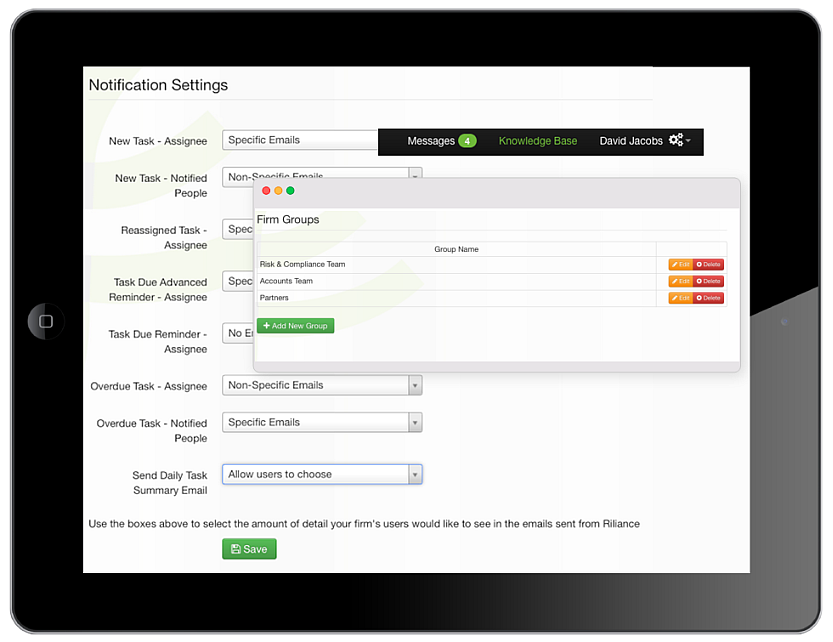 Notification Settings
New Task - Assignee
Specific Emails
Messages 4 Knowledge Base David Jacobs
New Task - Notified
People
Non-Specific Emails
Firm Groups
Group Name
Risk & Compliance Team Edit Delete
Accounts Team Edit Delete
Partners Edit Delete
Add New Group
Reassigned Task -
Assignee
Spec
Task Due Advanced
Reminder - Assignee
Spec
Task Due Reminder -
Assignee
No E
Overdue Task - Assignee
Non-Specific Emails
Overdue Task - Notified
People
Specific Emails
Send Daily Task
Summary Email
Allow users to choose
Use the boxes above to select the amount of detail your firm's users would like to see in the emails sent from Riliance
Save